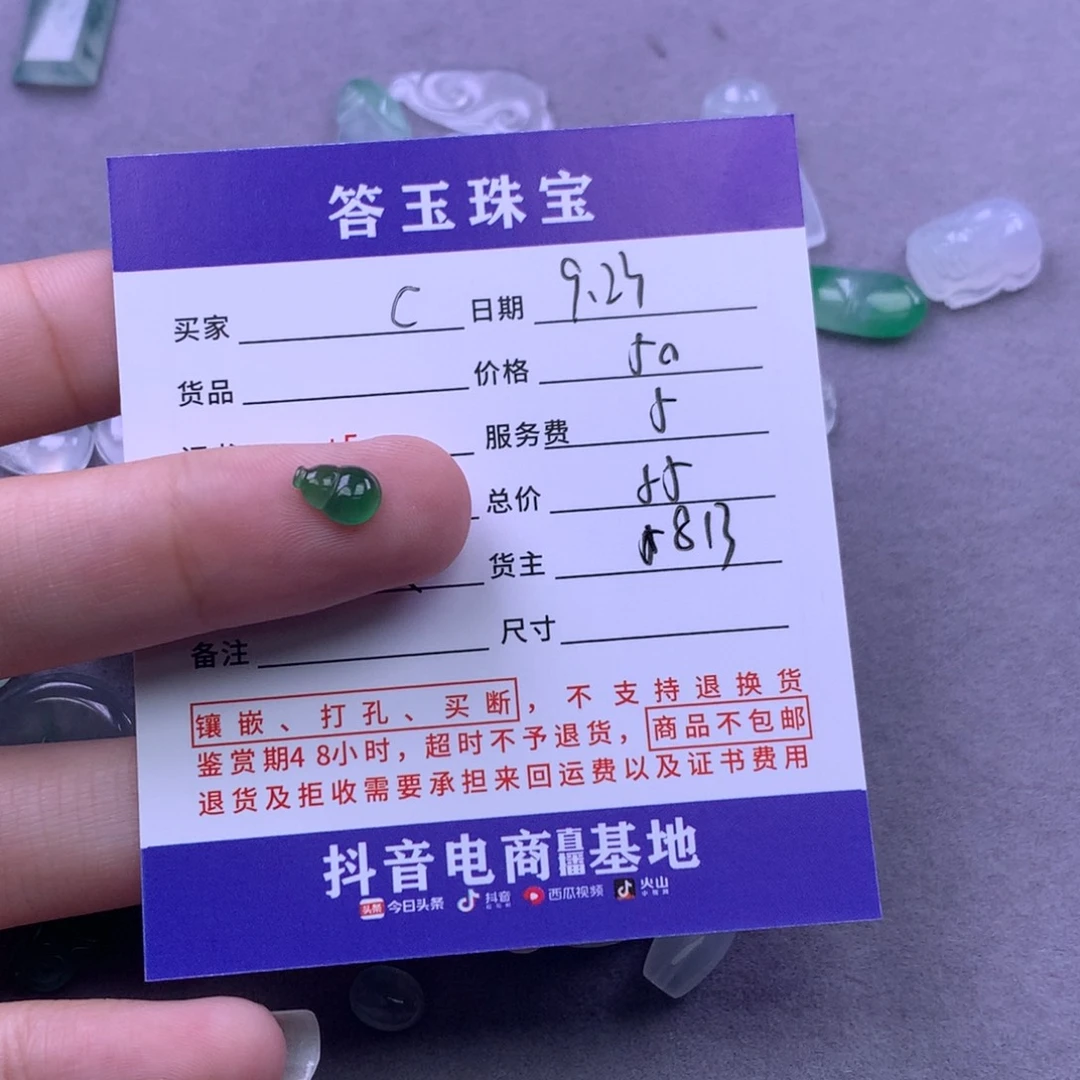 答玉珠宝
买家 C 日期 9.24
货品 价格 50
服务费 5
总价 55
货主 813
备注 尺寸
镶嵌、打孔、买断，不支持退换货
鉴赏期48小时，超时不予退货，商品不包邮
退货及拒收需要承担来回运费以及证书费用
抖音电商直播基地
头条 今日头条 抖音 西瓜视频 火山